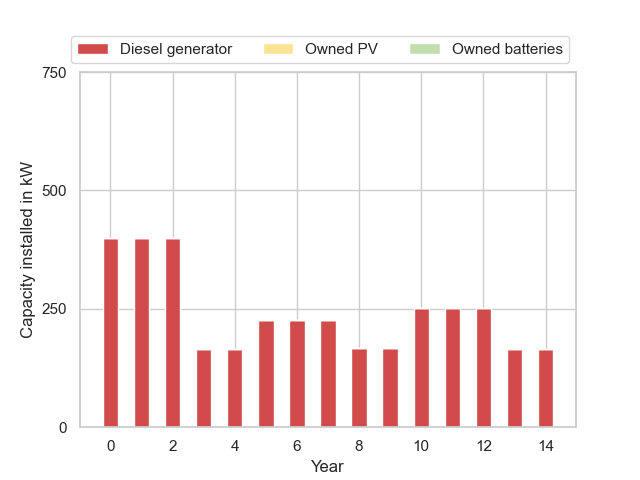 Diesel generator Owned PV Owned batteries
750
500
250
0
Capacity installed in kW
0 2 4 6 8 10 12 14
Year